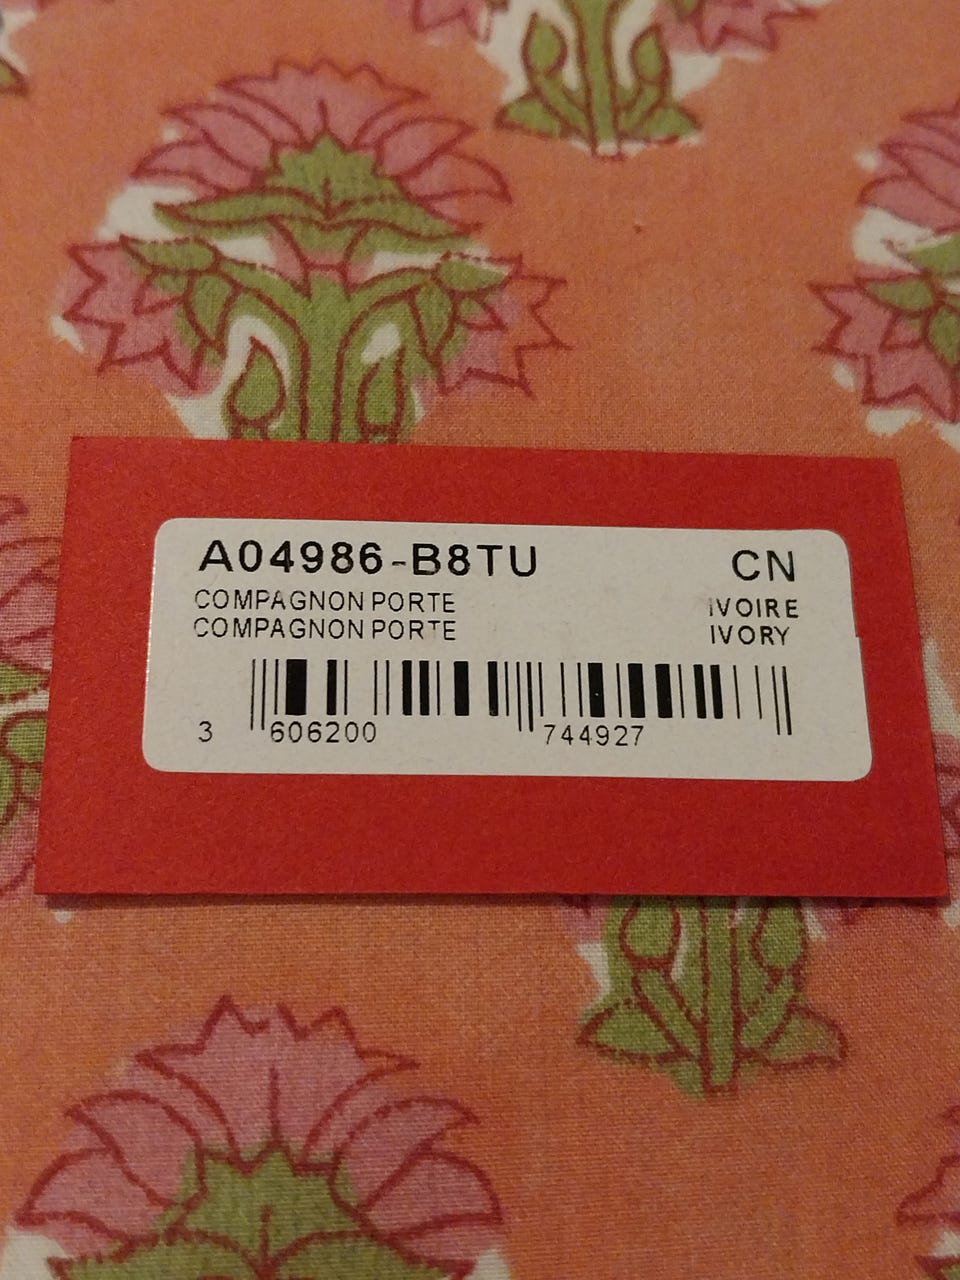 A04986-B8TU CN
COMPAGNON PORTE IVOIRE
COMPAGNON PORTE IVORY
3 606200 744927